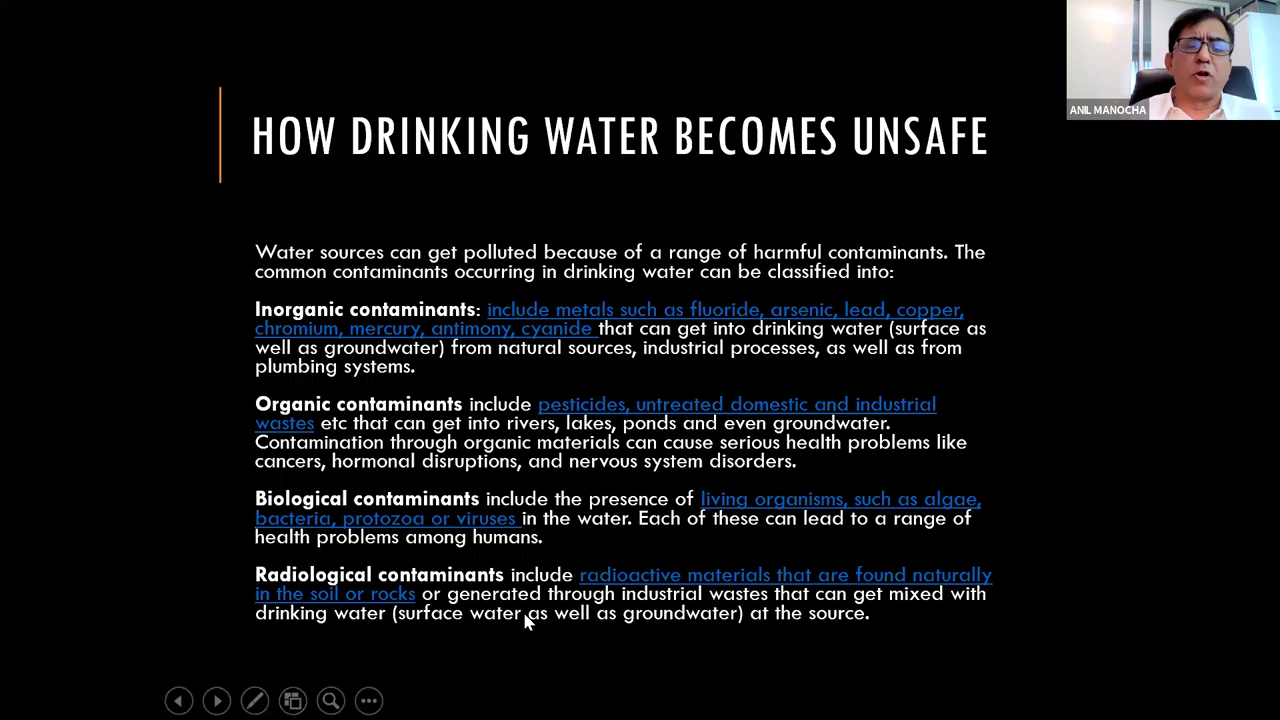 ANIL MANOCHA
HOW DRINKING WATER BECOMES UNSAFE
Water sources can get polluted because of a range of harmful contaminants. The
common contaminants occurring in drinking water can be classified into:
Inorganic contaminants: include metals such as fluoride, arsenic, lead, copper,
chromium, mercury, antimony, cyanide that can get into drinking water (surface as
well as groundwater) from natural sources, industrial processes, as well as from
plumbing systems.
Organic contaminants include pesticides, untreated domestic and industrial
wastes etc that can get into rivers, lakes, ponds and even groundwater.
Contamination through organic materials can cause serious health problems like
cancers, hormonal disruptions, and nervous system disorders.
Biological contaminants include the presence of living organisms, such as algae,
bacteria, protozoa or viruses in the water. Each of these can lead to a range of
health problems among humans.
Radiological contaminants include radioactive materials that are found naturally
in the soil or rocks or generated through industrial wastes that can get mixed with
drinking water (surface water as well as groundwater) at the source.